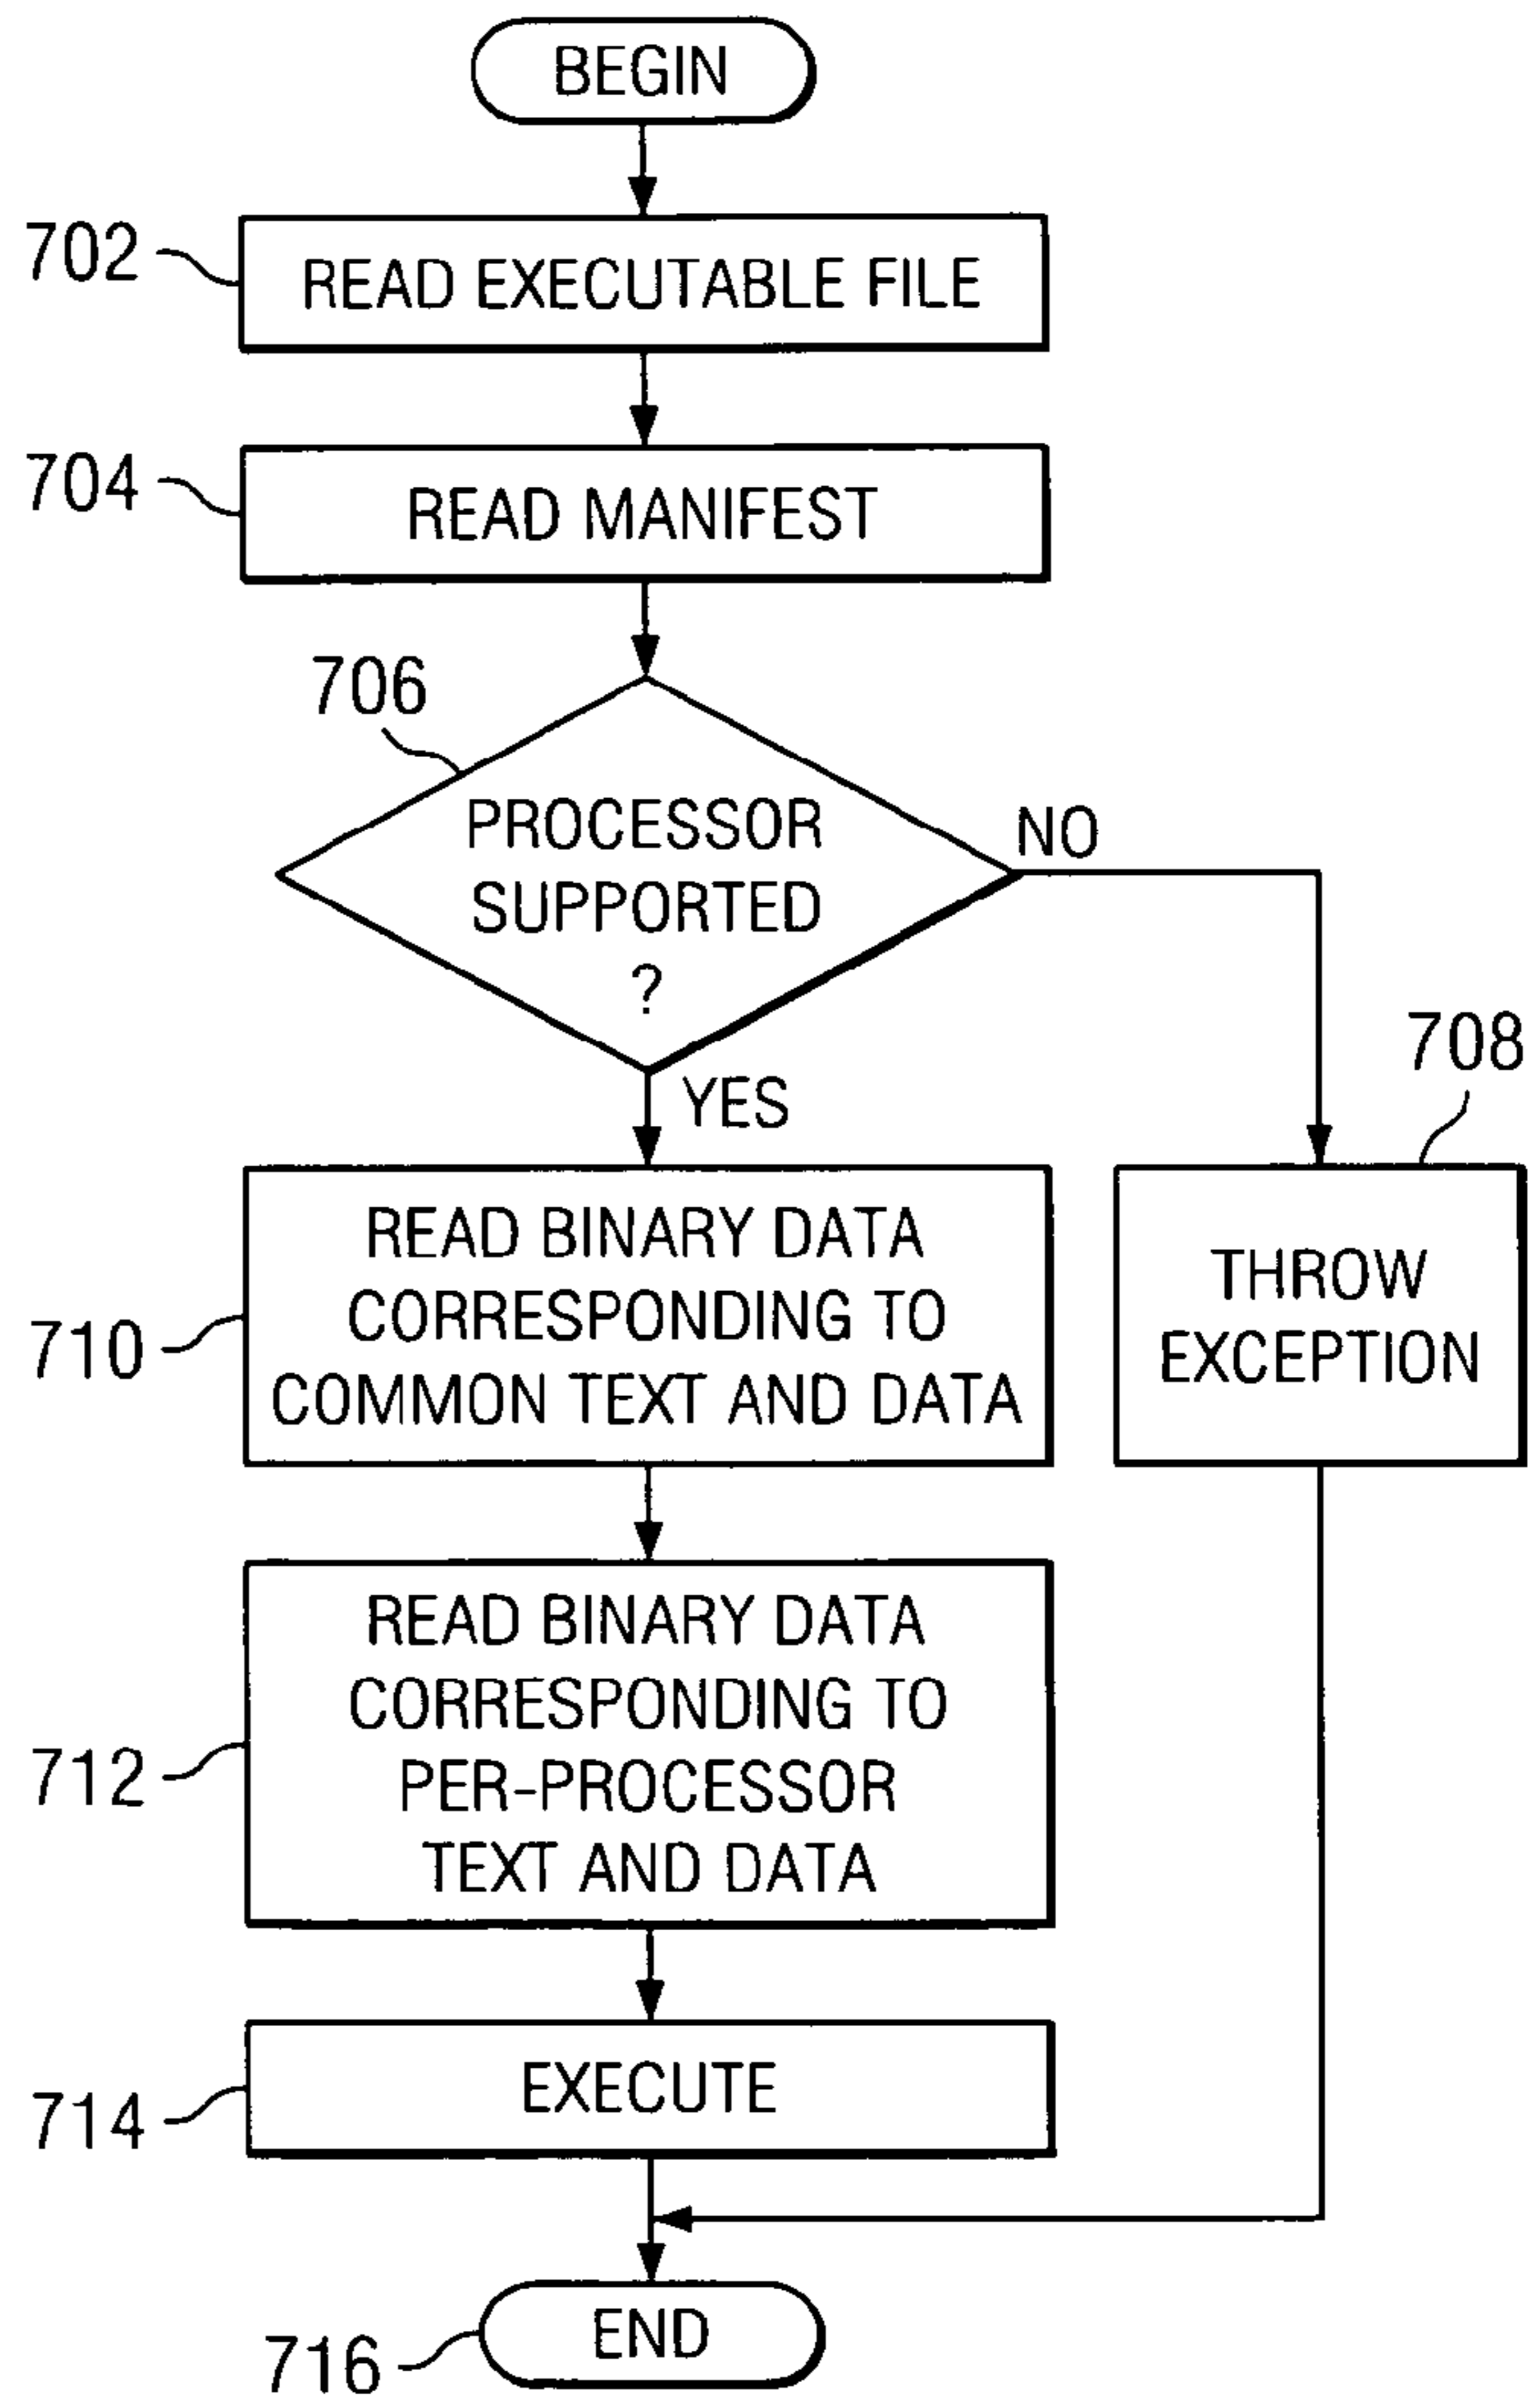 BEGIN
702
READ EXECUTABLE FILE
704
READ MANIFEST
706
PROCESSOR
SUPPORTED
?
NO
YES
708
710
READ BINARY DATA
CORRESPONDING TO
COMMON TEXT AND DATA
THROW
EXCEPTION
712
READ BINARY DATA
CORRESPONDING TO
PER-PROCESSOR
TEXT AND DATA
714
EXECUTE
716
END